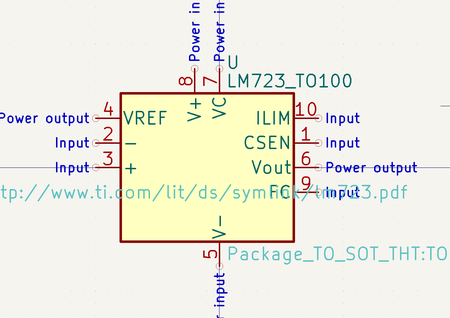 Power in
Power in
U
LM723_TO100
8
7
V+
VC
Power output
4
VREF
ILIM
10
Input
Input
2
−
CSEN
1
Input
Input
3
+
Vout
6
Power output
tp://www.ti.com/lit/ds/symlink/lm723.pdf
FC
9
Input
V−
5
Package_TO_SOT_THT:TO
r input